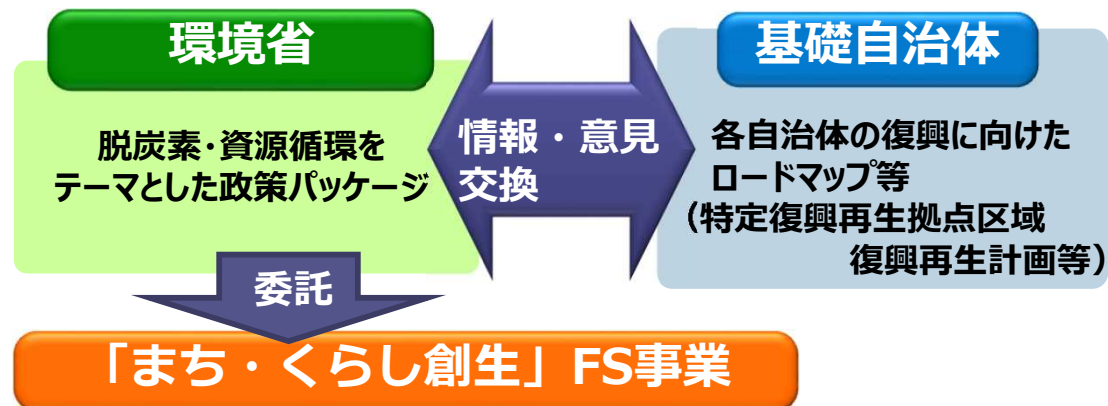 環境省
脱炭素・資源循環を
テーマとした政策パッケージ
情報・意見
交換
基礎自治体
各自治体の復興に向けた
ロードマップ等
（特定復興再生拠点区域
復興再生計画等）
委託
「まち・くらし創生」FS事業